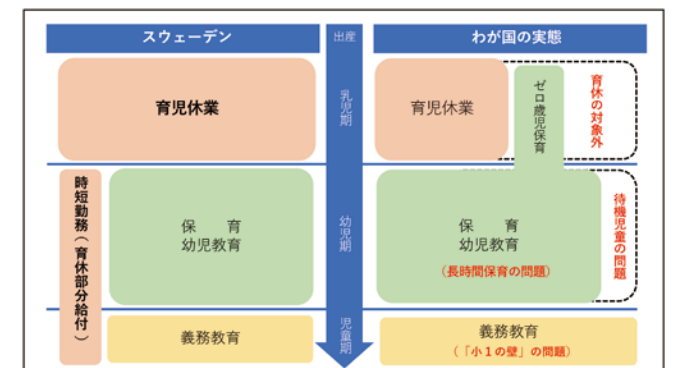 スウェーデン
出産
わが国の実態
育児休業
乳児期
育児休業
ゼロ歳児保育
育休の対象外
時短勤務(育休部分給付)
保　育
幼児教育
幼児期
保　育
幼児教育
(長時間保育の問題)
待機児童の問題
義務教育
児童期
義務教育
(「小1の壁」の問題)